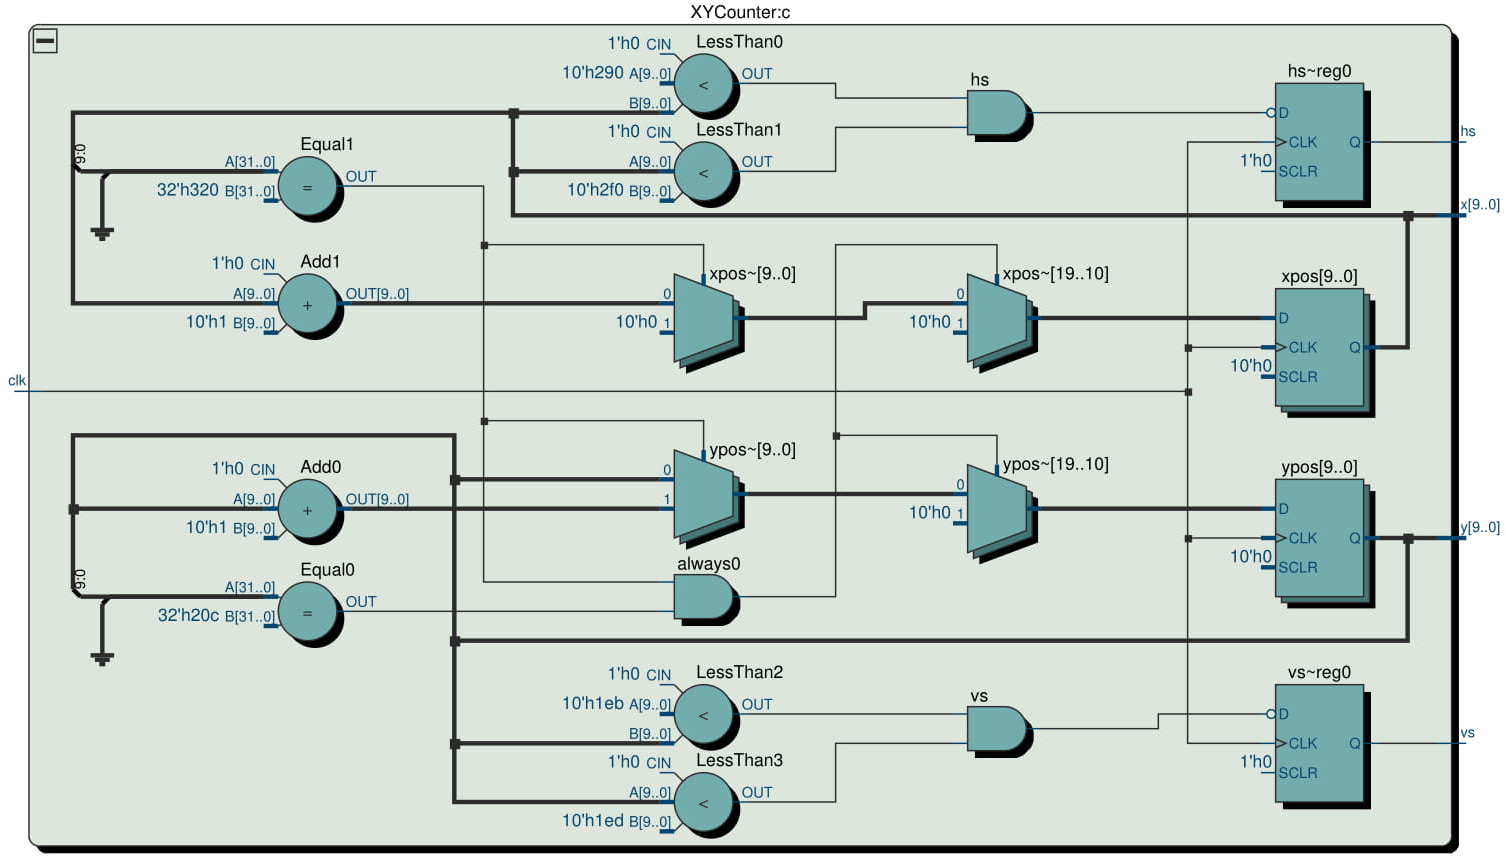 XYCounter:c
LessThan0
1'h0 CIN
10'h290 A[9..0]
B[9..0]
<
OUT
hs
hs~reg0
D
CLK
Q
1'h0
SCLR
hs
LessThan1
1'h0 CIN
A[9..0]
10'h2f0 B[9..0]
<
OUT
9:0
Equal1
A[31..0]
32'h320 B[31..0]
=
OUT
x[9..0]
Add1
1'h0 CIN
A[9..0]
10'h1 B[9..0]
+
OUT[9..0]
xpos~[9..0]
0
10'h0 1
xpos~[19..10]
0
10'h0 1
xpos[9..0]
D
CLK
Q
10'h0
SCLR
clk
Add0
1'h0 CIN
A[9..0]
10'h1 B[9..0]
+
OUT[9..0]
ypos~[9..0]
0
1
ypos~[19..10]
0
10'h0 1
ypos[9..0]
D
CLK
Q
10'h0
SCLR
y[9..0]
9:0
Equal0
A[31..0]
32'h20c B[31..0]
=
OUT
always0
LessThan2
1'h0 CIN
10'h1eb A[9..0]
B[9..0]
<
OUT
vs
vs~reg0
D
CLK
Q
1'h0
SCLR
vs
LessThan3
1'h0 CIN
A[9..0]
10'h1ed B[9..0]
<
OUT